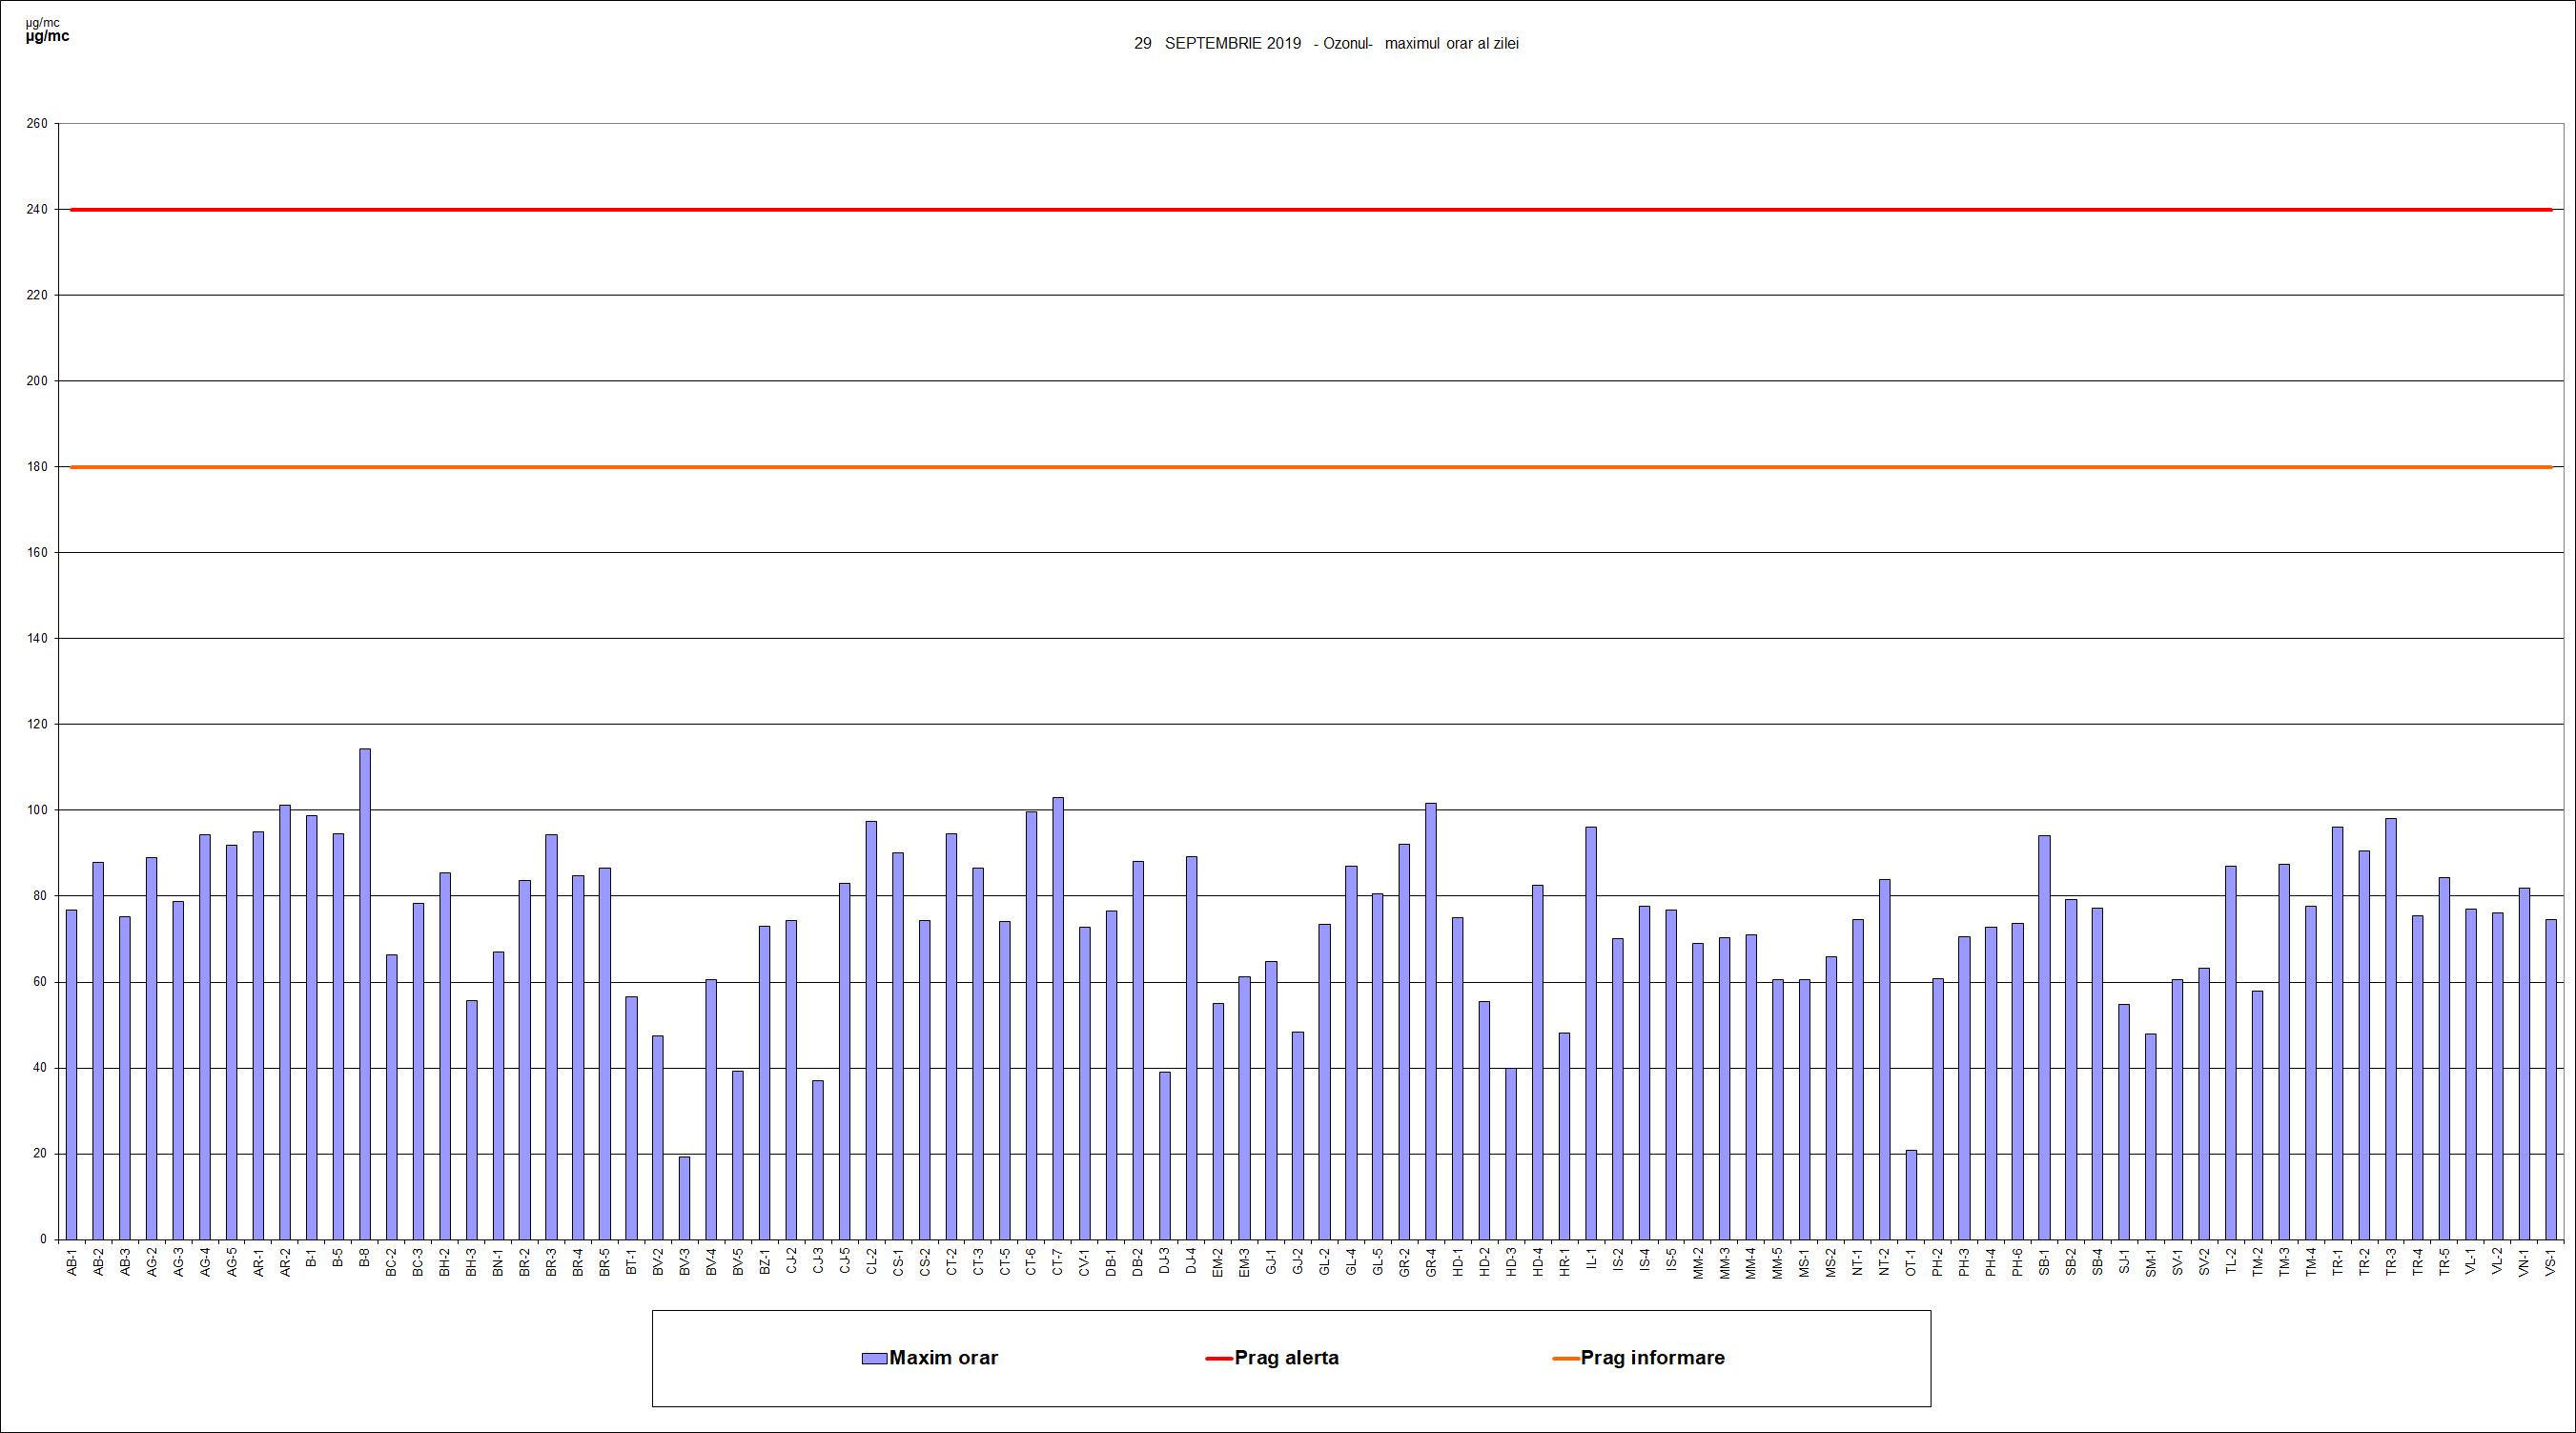 µg/mc
µg/mc
29 SEPTEMBRIE 2019 - Ozonul- maximul orar al zilei
260
240
220
200
180
160
140
120
100
80
60
40
20
0
AB-1 AB-2 AB-3 AG-2 AG-3 AG-4 AG-5 AR-1 AR-2 B-1 B-5 B-8 BC-2 BC-3 BH-2 BH-3 BN-1 BR-2 BR-3 BR-4 BR-5 BT-1 BV-2 BV-3 BV-4 BV-5 BZ-1 CJ-2 CJ-3 CJ-5 CL-2 CS-1 CS-2 CT-2 CT-3 CT-5 CT-6 CT-7 CV-1 DB-1 DB-2 DJ-3 DJ-4 EM-2 EM-3 GJ-1 GJ-2 GL-2 GL-4 GL-5 GR-2 GR-4 HD-1 HD-2 HD-3 HD-4 HR-1 IL-1 IS-2 IS-4 IS-5 MM-2 MM-3 MM-4 MM-5 MS-1 MS-2 NT-1 NT-2 OT-1 PH-2 PH-3 PH-4 PH-6 SB-1 SB-2 SB-4 SJ-1 SM-1 SV-1 SV-2 TL-2 TM-2 TM-3 TM-4 TR-1 TR-2 TR-3 TR-4 TR-5 VL-1 VL-2 VN-1 VS-1
Maxim orar Prag alerta Prag informare